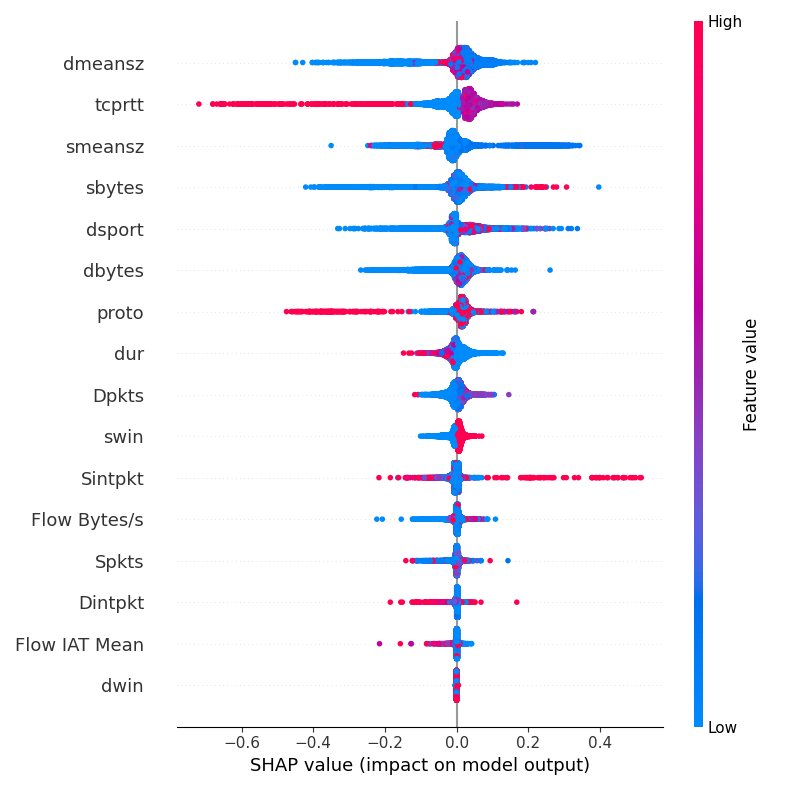 High
dmeansz
tcprtt
smeansz
sbytes
dsport
dbytes
proto
dur
Dpkts
swin
Sintpkt
Flow Bytes/s
Spkts
Dintpkt
Flow IAT Mean
dwin
Feature value
Low
−0.6 −0.4 −0.2 0.0 0.2 0.4
SHAP value (impact on model output)